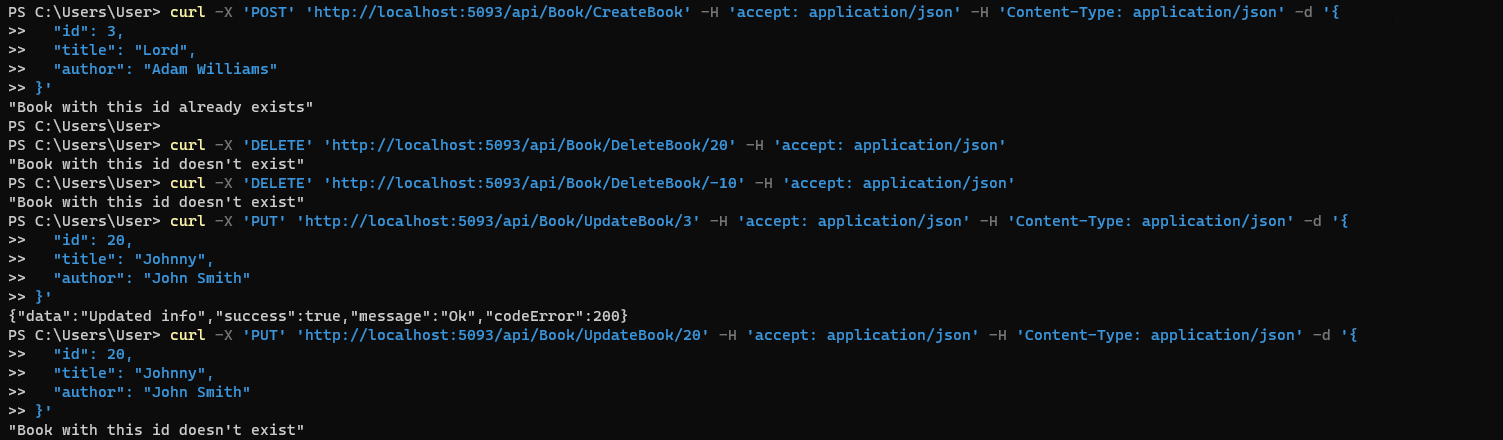 PS C:\Users\User> curl -X 'POST' 'http://localhost:5093/api/Book/CreateBook' -H 'accept: application/json' -H 'Content-Type: application/json' -d '{
>>   "id": 3,
>>   "title": "Lord",
>>   "author": "Adam Williams"
>> }'
"Book with this id already exists"
PS C:\Users\User>
PS C:\Users\User> curl -X 'DELETE' 'http://localhost:5093/api/Book/DeleteBook/20' -H 'accept: application/json'
"Book with this id doesn't exist"
PS C:\Users\User> curl -X 'DELETE' 'http://localhost:5093/api/Book/DeleteBook/-10' -H 'accept: application/json'
"Book with this id doesn't exist"
PS C:\Users\User> curl -X 'PUT' 'http://localhost:5093/api/Book/UpdateBook/3' -H 'accept: application/json' -H 'Content-Type: application/json' -d '{
>>   "id": 20,
>>   "title": "Johnny",
>>   "author": "John Smith"
>> }'
{"data":"Updated info","success":true,"message":"Ok","codeError":200}
PS C:\Users\User> curl -X 'PUT' 'http://localhost:5093/api/Book/UpdateBook/20' -H 'accept: application/json' -H 'Content-Type: application/json' -d '{
>>   "id": 20,
>>   "title": "Johnny",
>>   "author": "John Smith"
>> }'
"Book with this id doesn't exist"